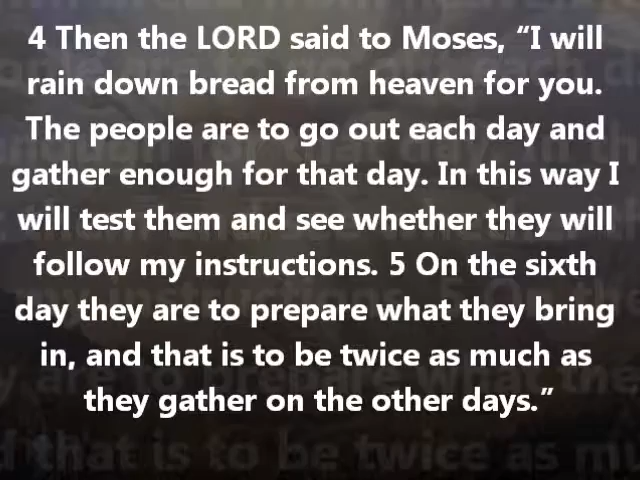 4 Then the LORD said to Moses, “I will
rain down bread from heaven for you.
The people are to go out each day and
gather enough for that day. In this way I
will test them and see whether they will
follow my instructions. 5 On the sixth
day they are to prepare what they bring
in, and that is to be twice as much as
they gather on the other days.”